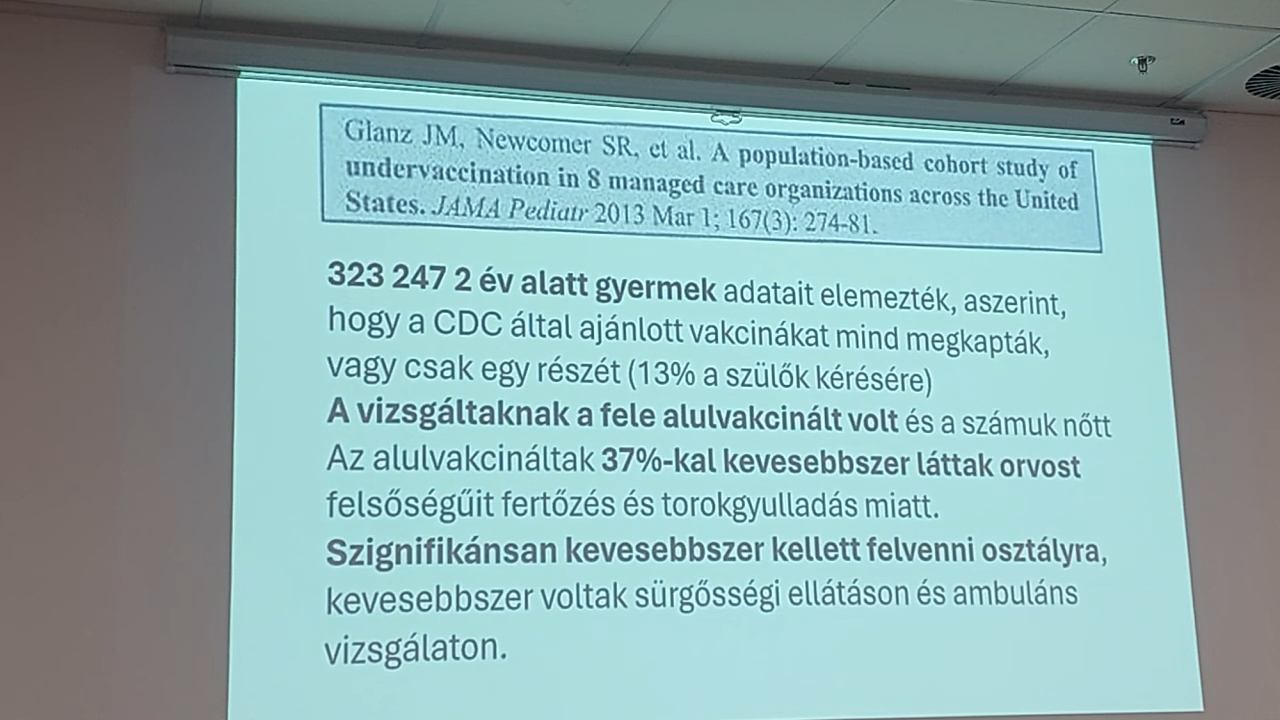 Glanz JM, Newcomer SR, et al. A population-based cohort study of
undervaccination in 8 managed care organizations across the United
States. JAMA Pediatr 2013 Mar 1; 167(3): 274-81.
323 247 2 év alatt gyermek adatait elemezték, aszerint,
hogy a CDC által ajánlott vakcinákat mind megkapták,
vagy csak egy részét (13% a szülők kérésére)
A vizsgáltaknak a fele alulvakcinált volt és a számuk nőtt
Az alulvakcináltak 37%-kal kevesebbszer láttak orvost
felsőségűit fertőzés és torokgyulladás miatt.
Szignifikánsan kevesebbszer kellett felvenni osztályra,
kevesebbszer voltak sürgősségi ellátáson és ambuláns
vizsgálaton.